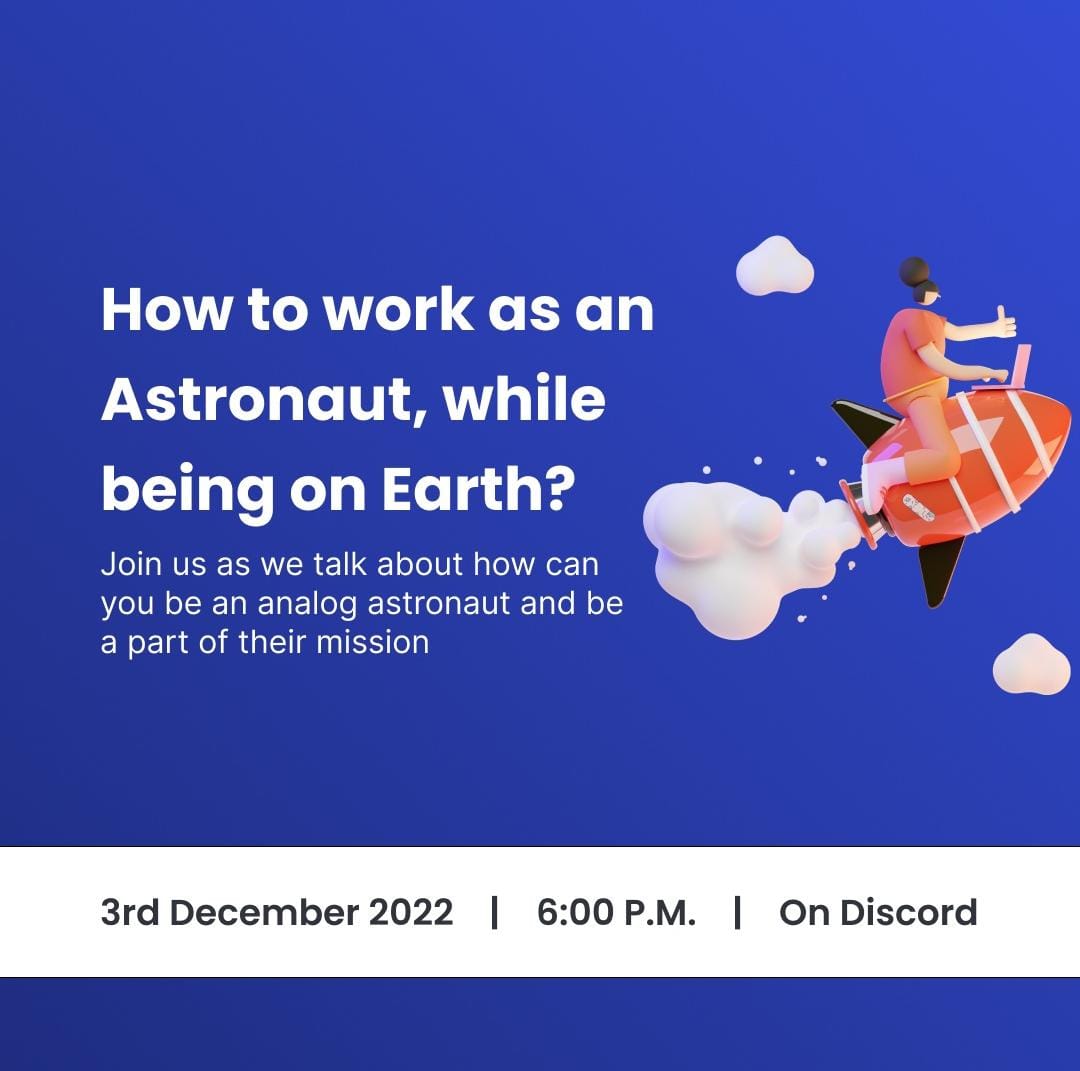 How to work as an
Astronaut, while
being on Earth?
Join us as we talk about how can
you be an analog astronaut and be
a part of their mission
3rd December 2022 | 6:00 P.M. | On Discord